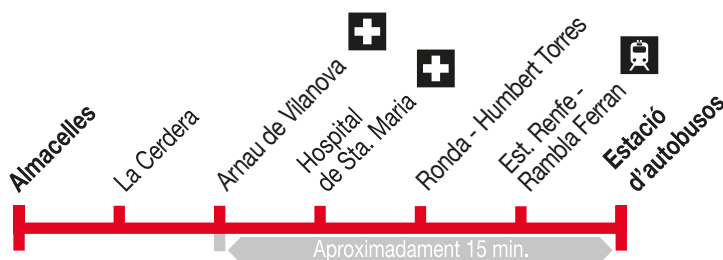 Almacelles
La Cerdera
Arnau de Vilanova
Hospital
de Sta. Maria
Ronda - Humbert Torres
Est. Renfe -
Rambla Ferran
Estació
d'autobusos
Aproximadament 15 min.